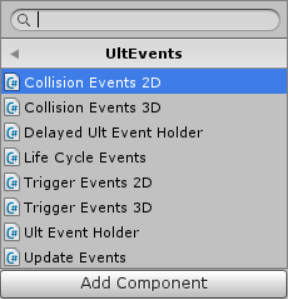 UltEvents
Collision Events 2D
Collision Events 3D
Delayed Ult Event Holder
Life Cycle Events
Trigger Events 2D
Trigger Events 3D
Ult Event Holder
Update Events
Add Component